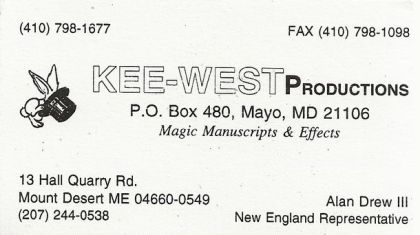 (410) 798-1677 FAX (410) 798-1098
KEE-WEST PRODUCTIONS
P.O. Box 480, Mayo, MD 21106
Magic Manuscripts & Effects
13 Hall Quarry Rd.
Mount Desert ME 04660-0549
(207) 244-0538
Alan Drew III
New England Representative